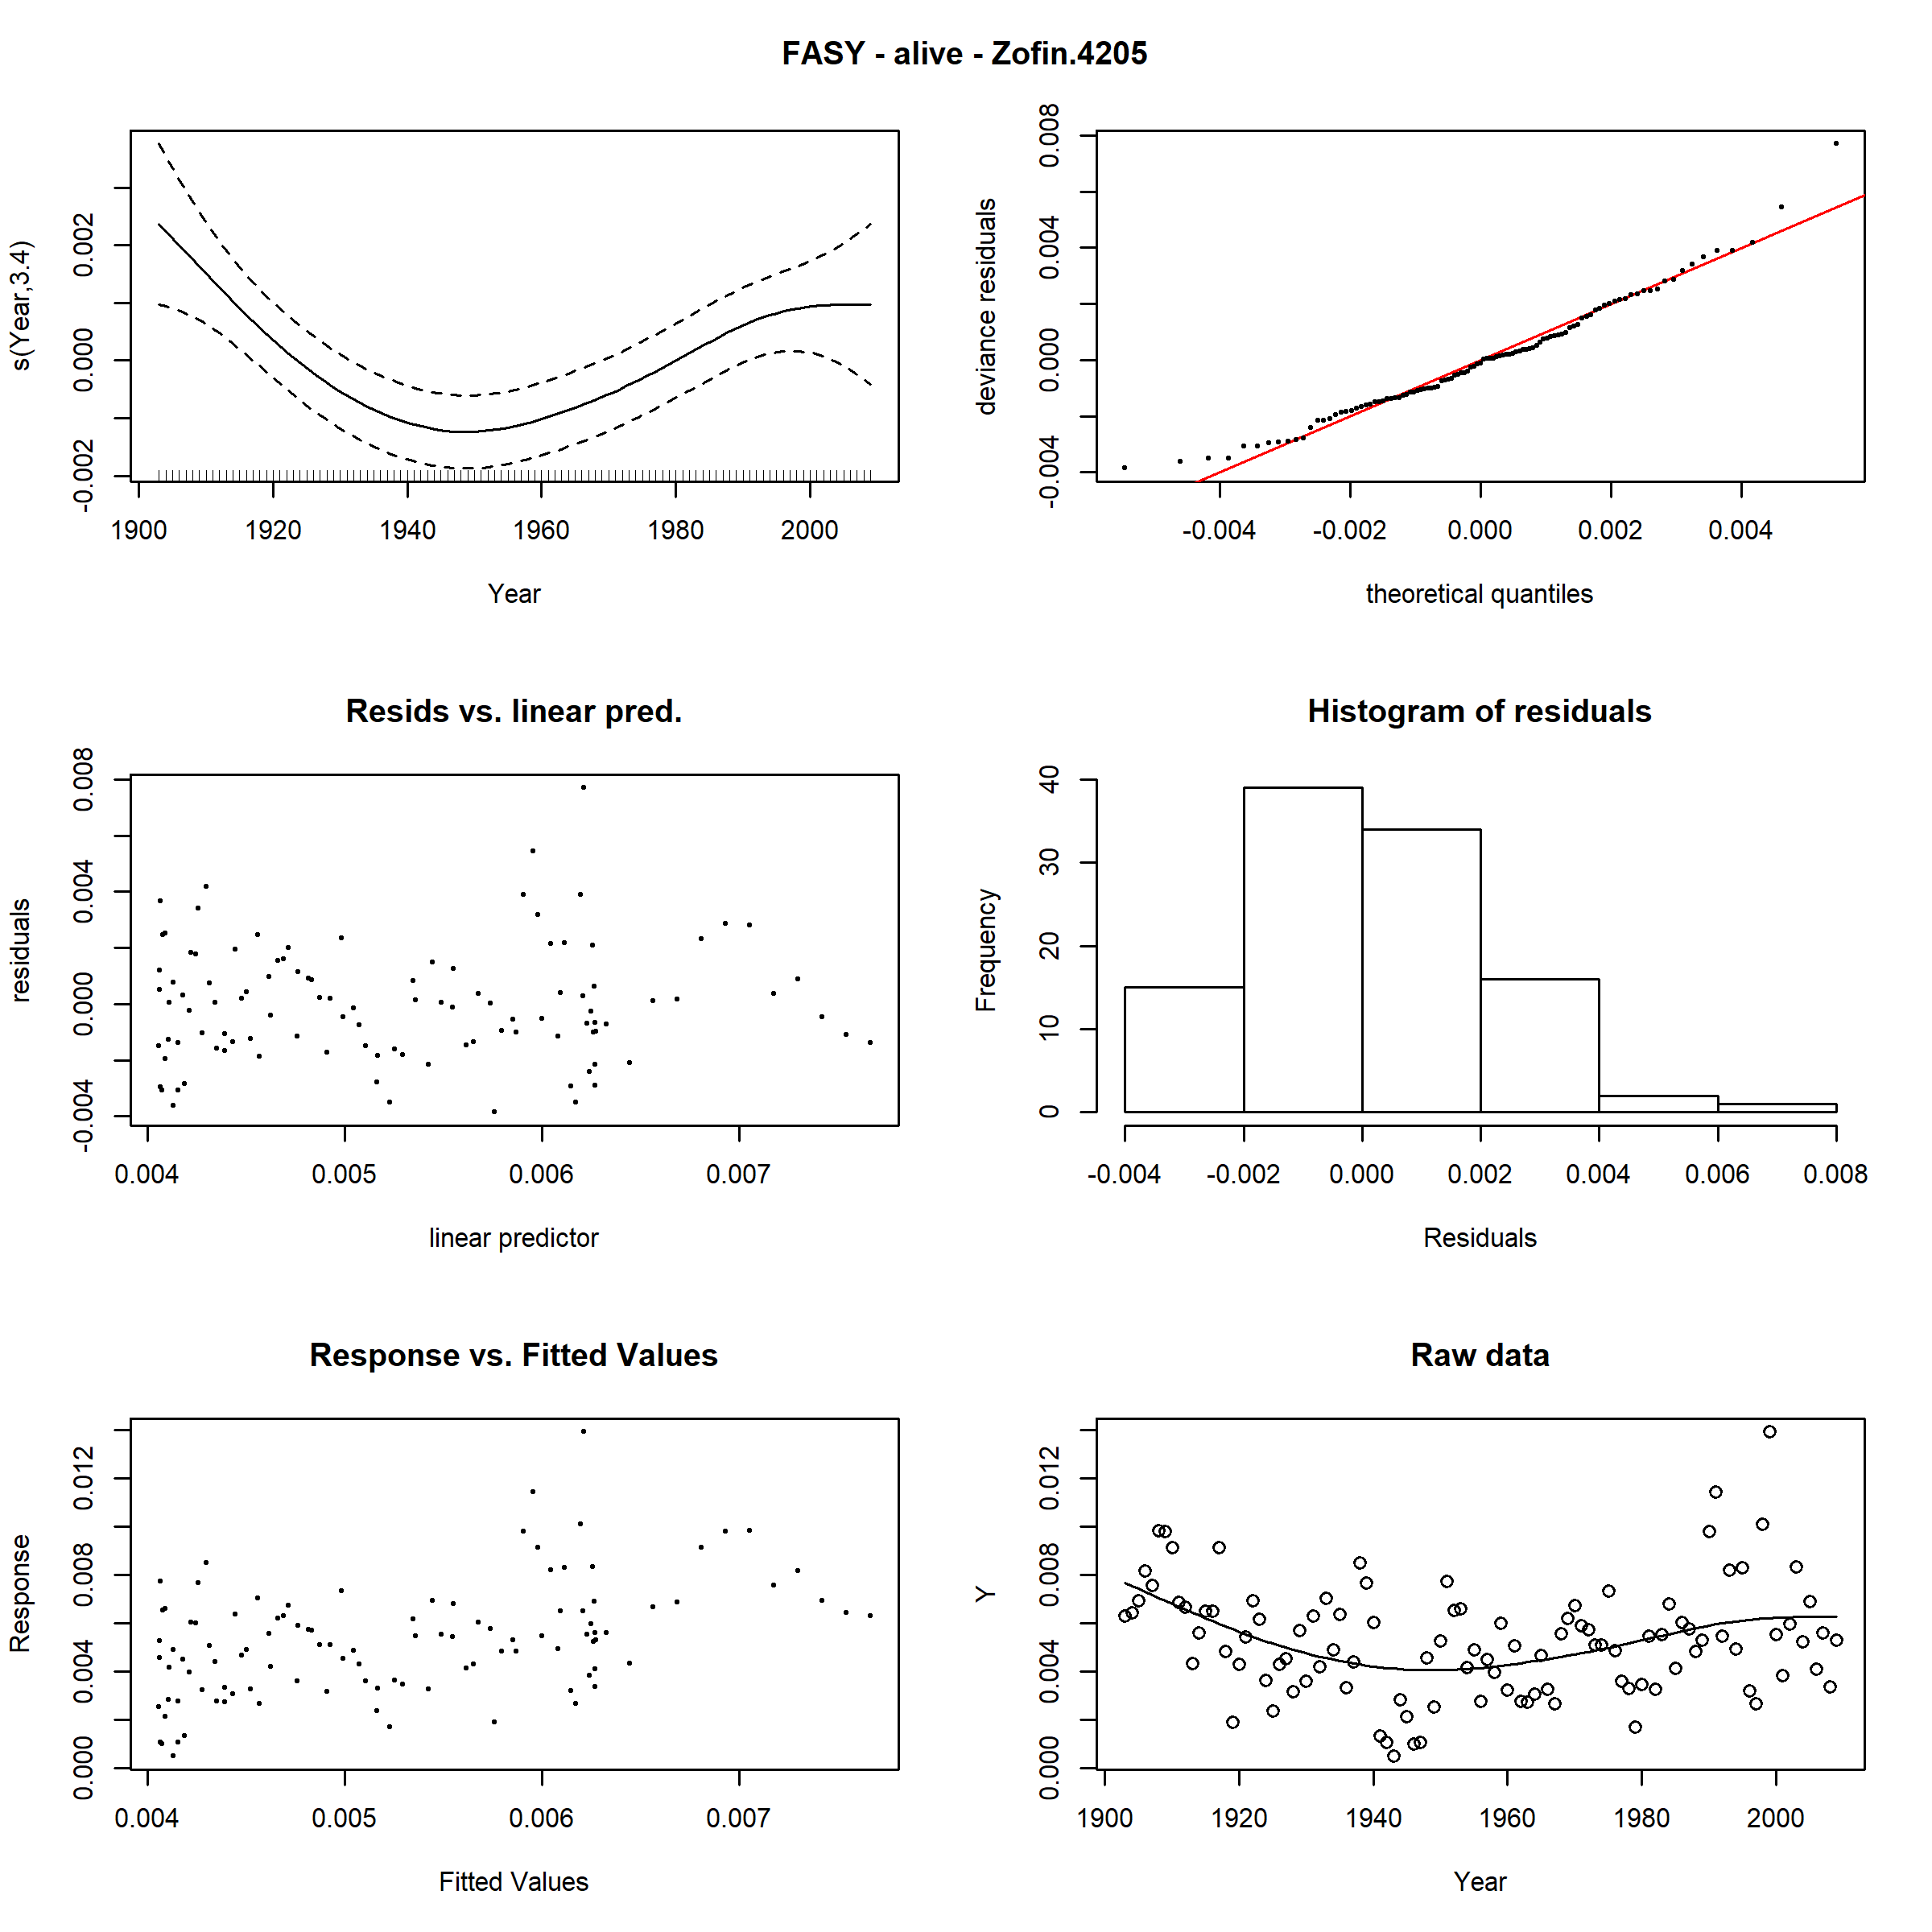 FASY - alive - Zofin.4205
s(Year,3.4)
-0.002 0.000 0.002
1900 1920 1940 1960 1980 2000
Year
deviance residuals
-0.004 0.000 0.004 0.008
-0.004 -0.002 0.000 0.002 0.004
theoretical quantiles
Resids vs. linear pred.
residuals
-0.004 0.000 0.004 0.008
0.004 0.005 0.006 0.007
linear predictor
Histogram of residuals
Frequency
0 10 20 30 40
-0.004 -0.002 0.000 0.002 0.004 0.006 0.008
Residuals
Response vs. Fitted Values
Response
0.000 0.004 0.008 0.012
0.004 0.005 0.006 0.007
Fitted Values
Raw data
Y
0.000 0.004 0.008 0.012
1900 1920 1940 1960 1980 2000
Year